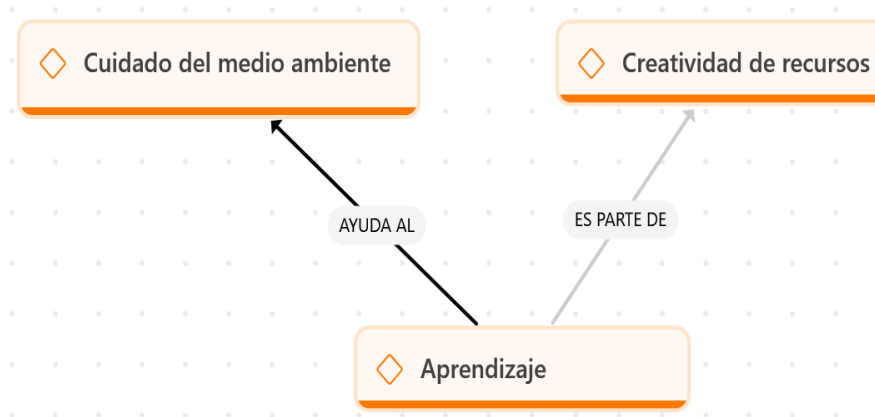 Cuidado del medio ambiente
Creatividad de recursos
AYUDA AL
ES PARTE DE
Aprendizaje